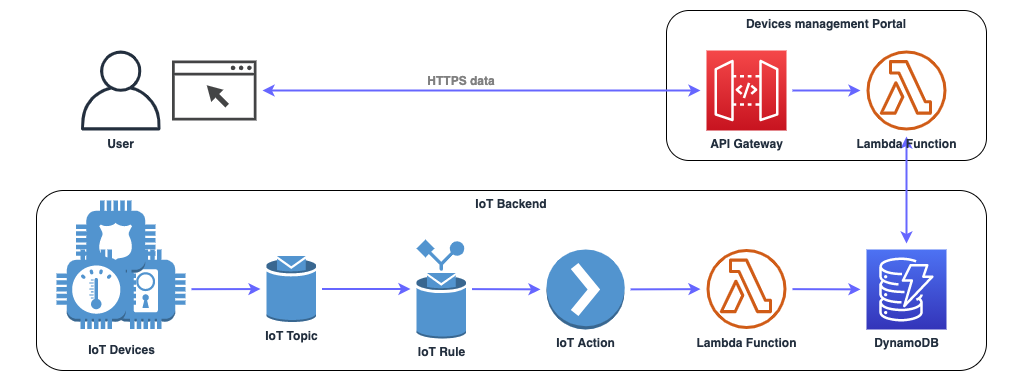 Devices management Portal
HTTPS data
User
API Gateway
Lambda Function
IoT Backend
IoT Devices
IoT Topic
IoT Rule
IoT Action
Lambda Function
DynamoDB